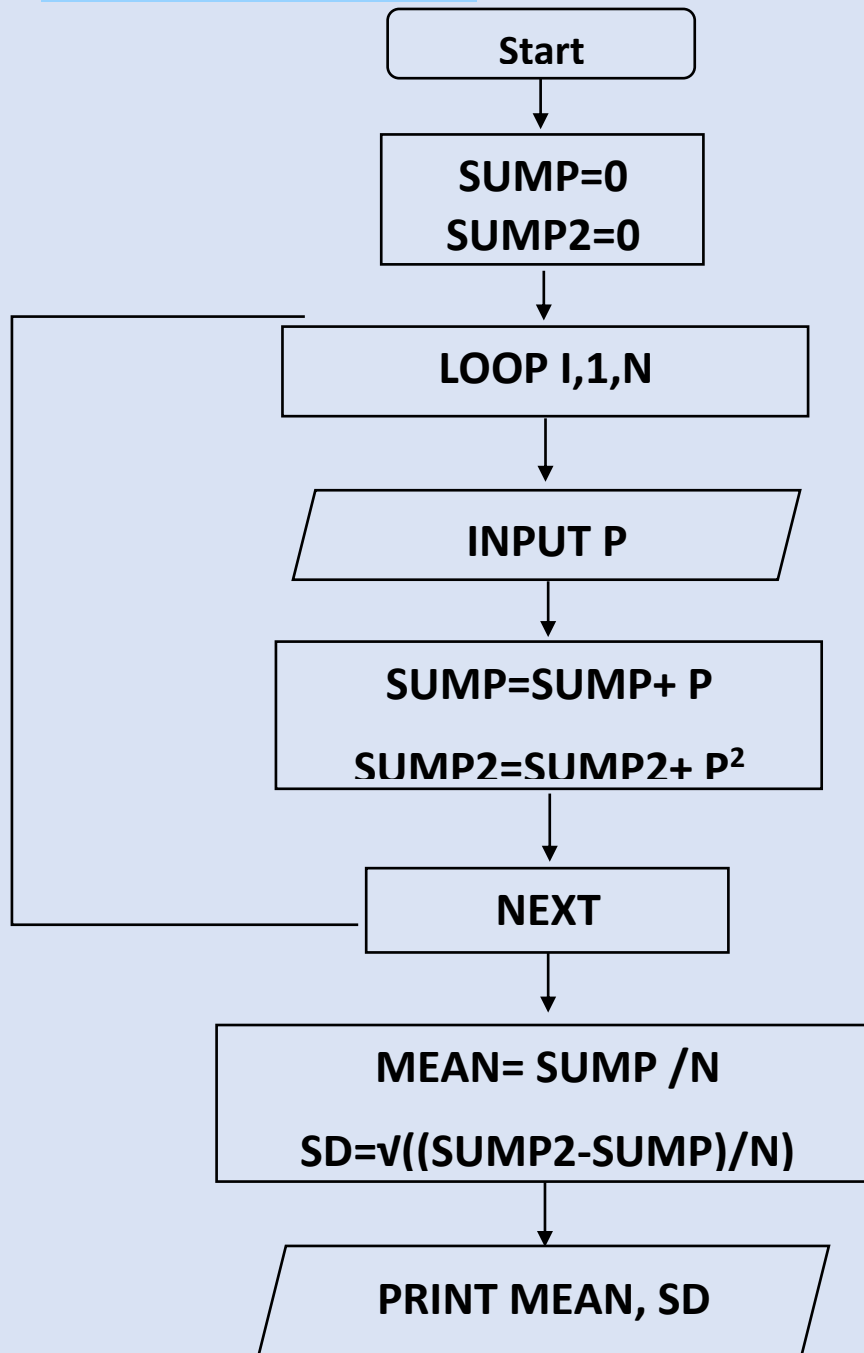 Start
SUMP=0
SUMP2=0
LOOP I,1,N
INPUT P
SUMP=SUMP+ P
SUMP2=SUMP2+ P²
NEXT
MEAN= SUMP /N
SD=√((SUMP2-SUMP)/N)
PRINT MEAN, SD